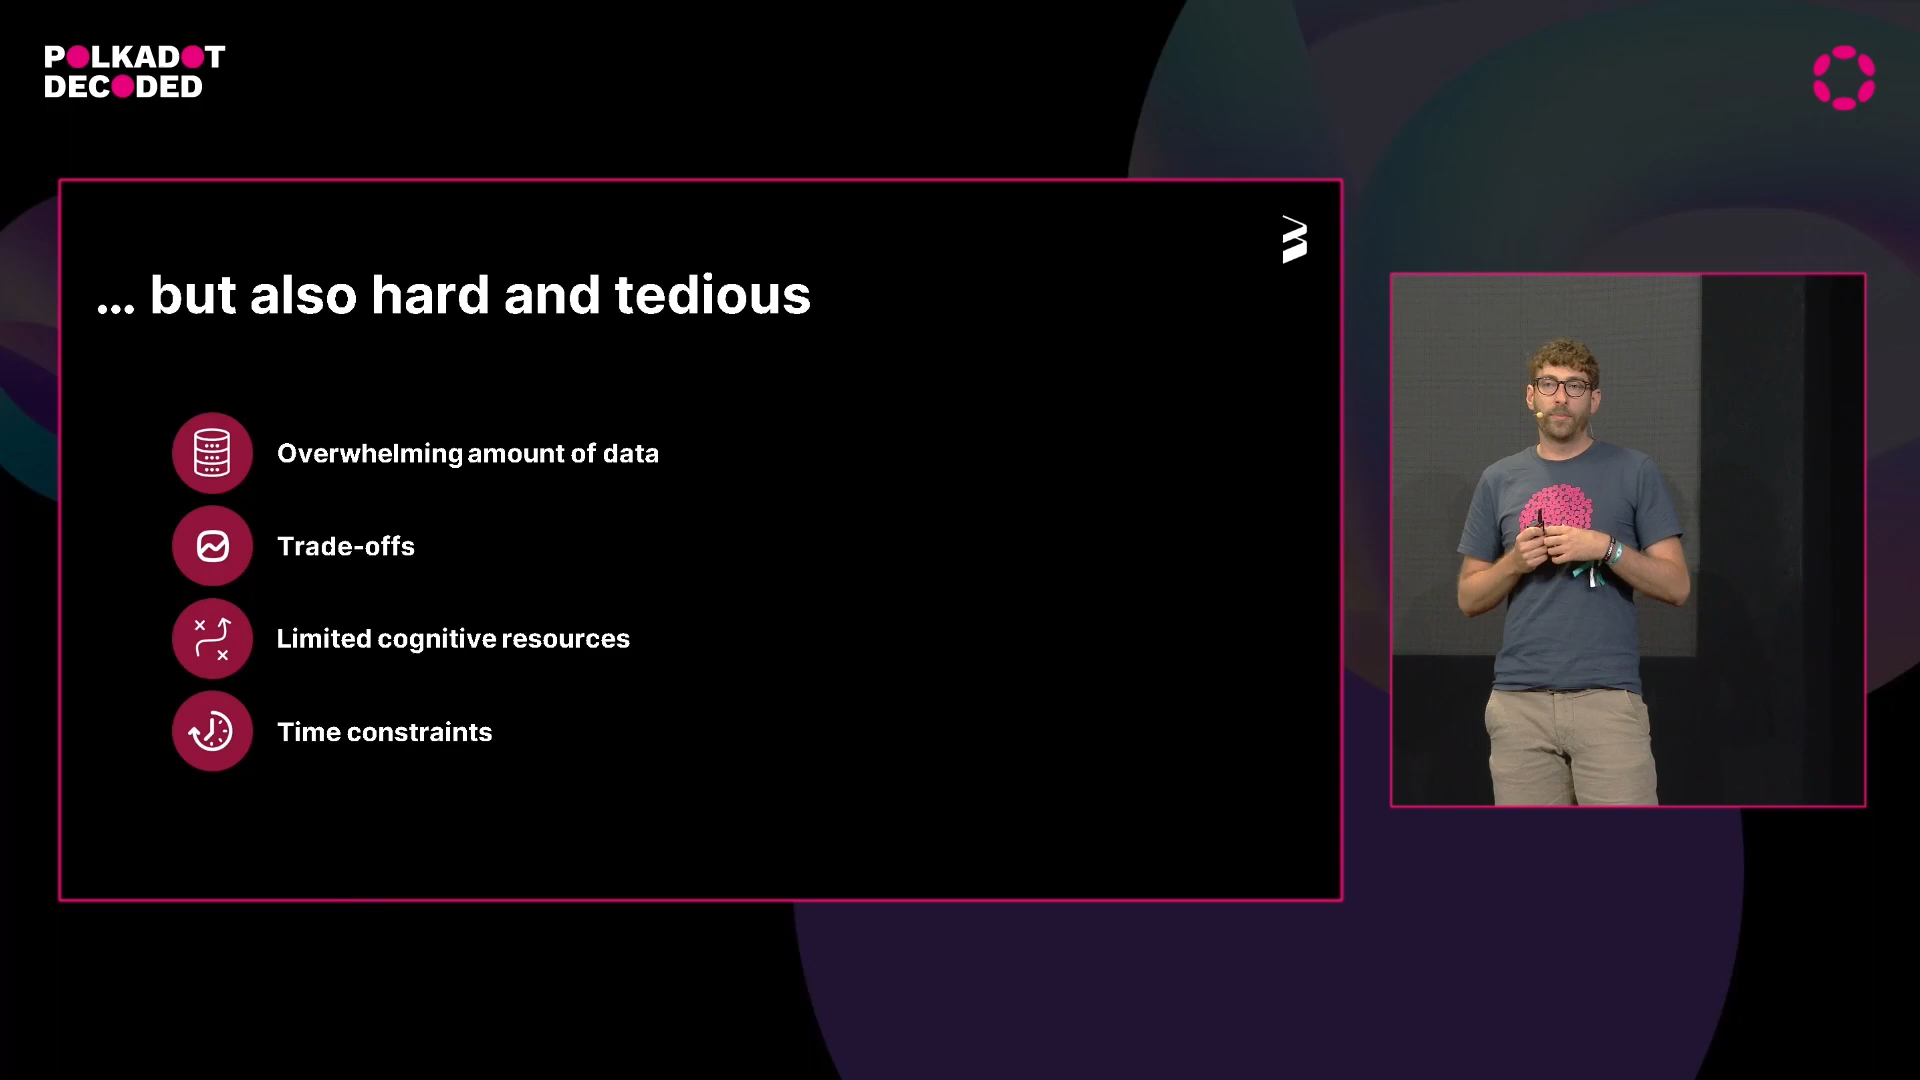 POLKADOT
DECODED
... but also hard and tedious
Overwhelming amount of data
Trade-offs
Limited cognitive resources
Time constraints